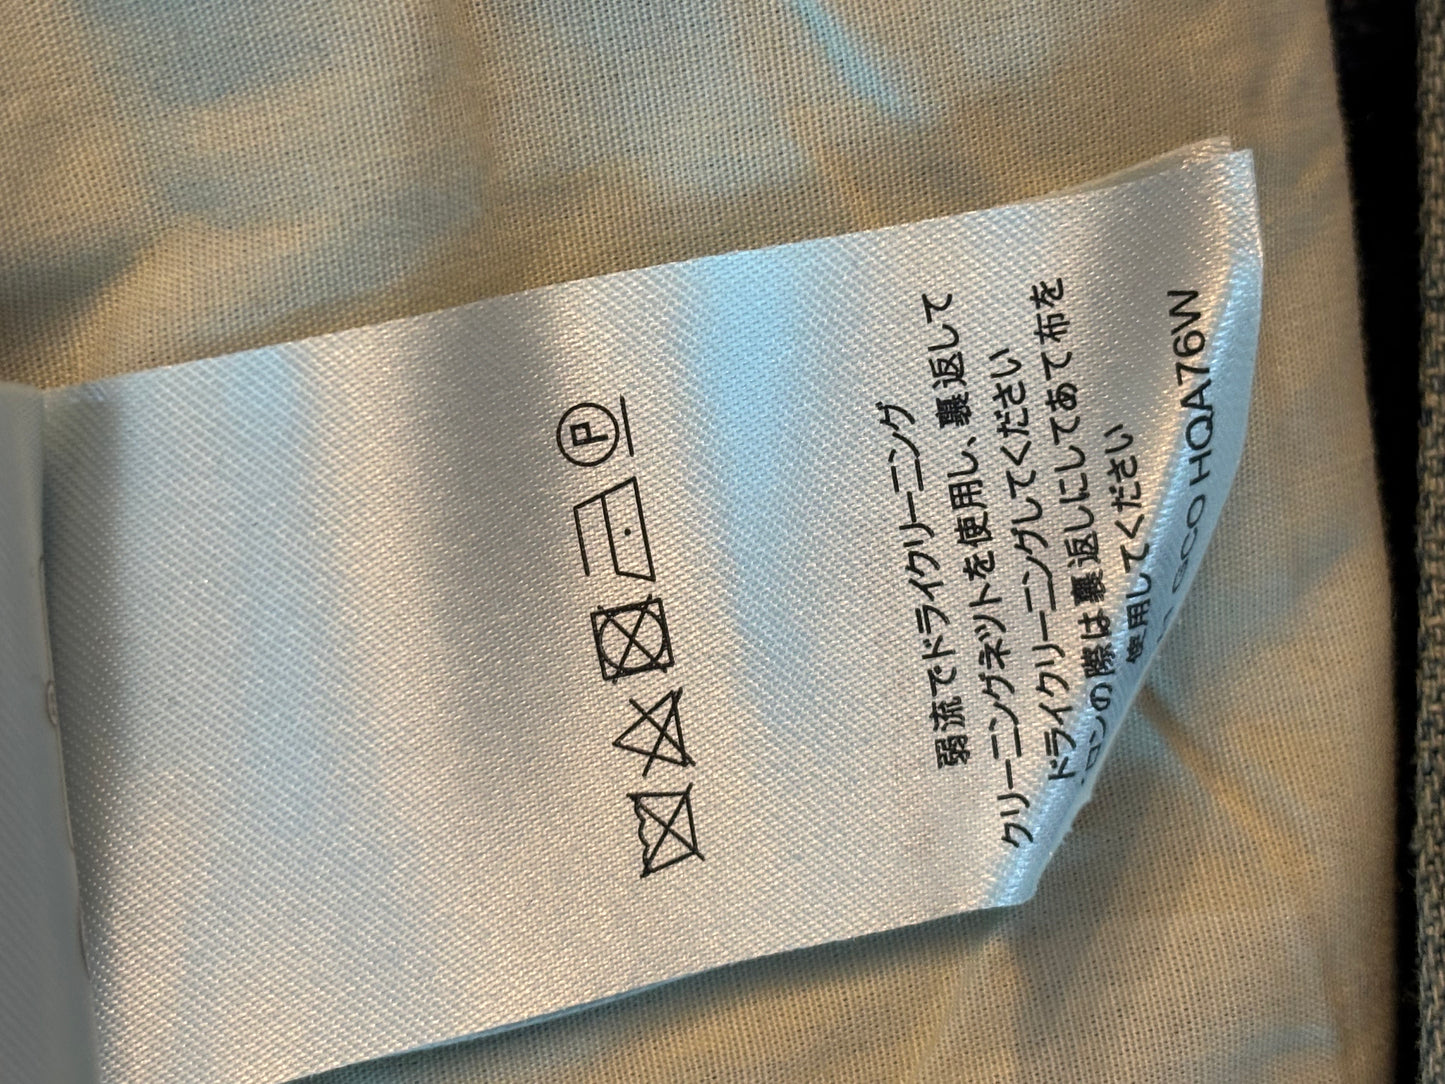 P
弱流でドライクリーニング
クリーニングネットを使用し、裏返して
ドライクリーニングしてください
の際は裏返しにしてあて布を
使用してください
GCO HQA76W